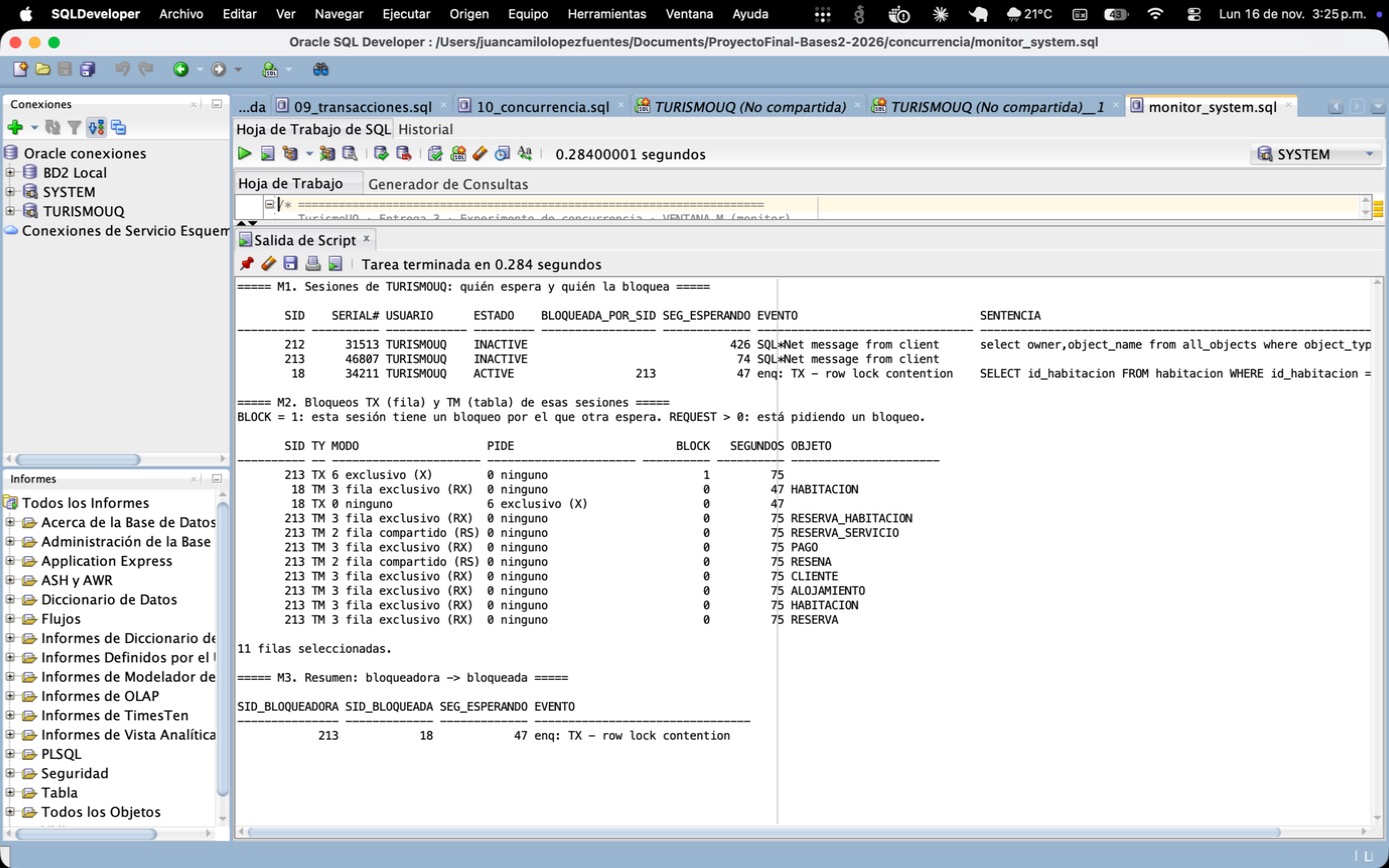 SQLDeveloper Archivo Editar Ver Navegar Ejecutar Origen Equipo Herramientas Ventana Ayuda 21°C 43 Lun 16 de nov. 3:25 p.m.
Oracle SQL Developer : /Users/juancamilolopezfuentes/Documents/ProyectoFinal-Bases2-2026/concurrencia/monitor_system.sql
Conexiones
Oracle conexiones
BD2 Local
SYSTEM
TURISMOUQ
Conexiones de Servicio Esquem
Informes
Todos los Informes
Acerca de la Base de Datos
Administración de la Base
Application Express
ASH y AWR
Diccionario de Datos
Flujos
Informes de Diccionario de
Informes Definidos por el
Informes de Modelador de
Informes de OLAP
Informes de TimesTen
Informes de Vista Analítica
PLSQL
Seguridad
Tabla
Todos los Objetos
...da 09_transacciones.sql 10_concurrencia.sql TURISMOUQ (No compartida) TURISMOUQ (No compartida)__1 monitor_system.sql
Hoja de Trabajo de SQL Historial
0.28400001 segundos SYSTEM
Hoja de Trabajo Generador de Consultas
/* =====================================================================
TurismoUQ · Entrega 3 · Experimento de concurrencia · VENTANA M (monitor)
Salida de Script
Tarea terminada en 0.284 segundos
===== M1. Sesiones de TURISMOUQ: quién espera y quién la bloquea =====
SID SERIAL# USUARIO ESTADO BLOQUEADA_POR_SID SEG_ESPERANDO EVENTO SENTENCIA
212 31513 TURISMOUQ INACTIVE 426 SQL*Net message from client select owner,object_name from all_objects where object_typ
213 46807 TURISMOUQ INACTIVE 74 SQL*Net message from client
18 34211 TURISMOUQ ACTIVE 213 47 enq: TX - row lock contention SELECT id_habitacion FROM habitacion WHERE id_habitacion =
===== M2. Bloqueos TX (fila) y TM (tabla) de esas sesiones =====
BLOCK = 1: esta sesión tiene un bloqueo por el que otra espera. REQUEST > 0: está pidiendo un bloqueo.
SID TY MODO PIDE BLOCK SEGUNDOS OBJETO
213 TX 6 exclusivo (X) 0 ninguno 1 75
18 TM 3 fila exclusivo (RX) 0 ninguno 0 47 HABITACION
18 TX 0 ninguno 6 exclusivo (X) 0 47
213 TM 3 fila exclusivo (RX) 0 ninguno 0 75 RESERVA_HABITACION
213 TM 2 fila compartido (RS) 0 ninguno 0 75 RESERVA_SERVICIO
213 TM 3 fila exclusivo (RX) 0 ninguno 0 75 PAGO
213 TM 2 fila compartido (RS) 0 ninguno 0 75 RESENA
213 TM 3 fila exclusivo (RX) 0 ninguno 0 75 CLIENTE
213 TM 3 fila exclusivo (RX) 0 ninguno 0 75 ALOJAMIENTO
213 TM 3 fila exclusivo (RX) 0 ninguno 0 75 HABITACION
213 TM 3 fila exclusivo (RX) 0 ninguno 0 75 RESERVA
11 filas seleccionadas.
===== M3. Resumen: bloqueadora -> bloqueada =====
SID_BLOQUEADORA SID_BLOQUEADA SEG_ESPERANDO EVENTO
213 18 47 enq: TX - row lock contention